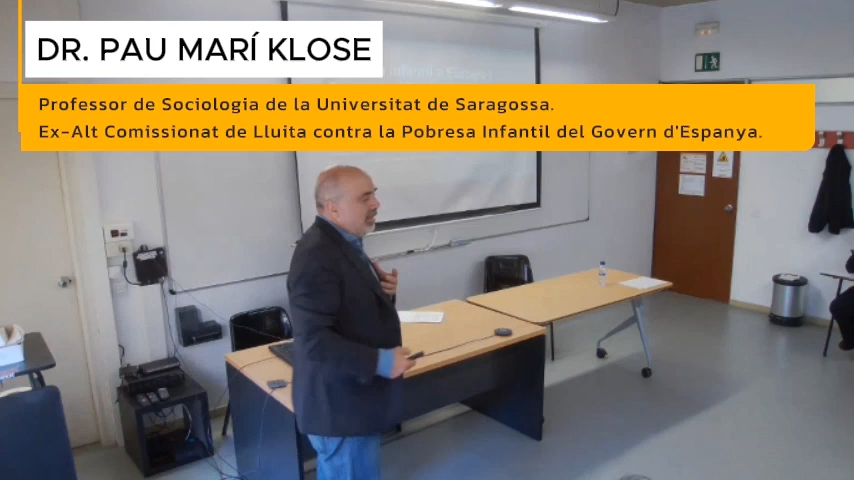 DR. PAU MARÍ KLOSE
Professor de Sociologia de la Universitat de Saragossa.
Ex-Alt Comissionat de Lluita contra la Pobresa Infantil del Govern d'Espanya.